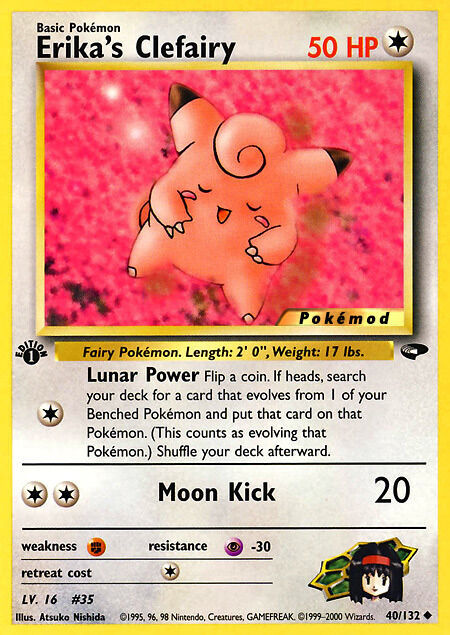 Basic Pokémon
Erika's Clefairy 50 HP
Pokémod
EDITION 1
Fairy Pokémon. Length: 2' 0", Weight: 17 lbs.
Lunar Power Flip a coin. If heads, search
your deck for a card that evolves from 1 of your
Benched Pokémon and put that card on that
Pokémon. (This counts as evolving that
Pokémon.) Shuffle your deck afterward.
Moon Kick 20
weakness resistance -30
retreat cost
LV. 16 #35
Illus. Atsuko Nishida ©1995, 96, 98 Nintendo, Creatures, GAMEFREAK. ©1999-2000 Wizards. 40/132